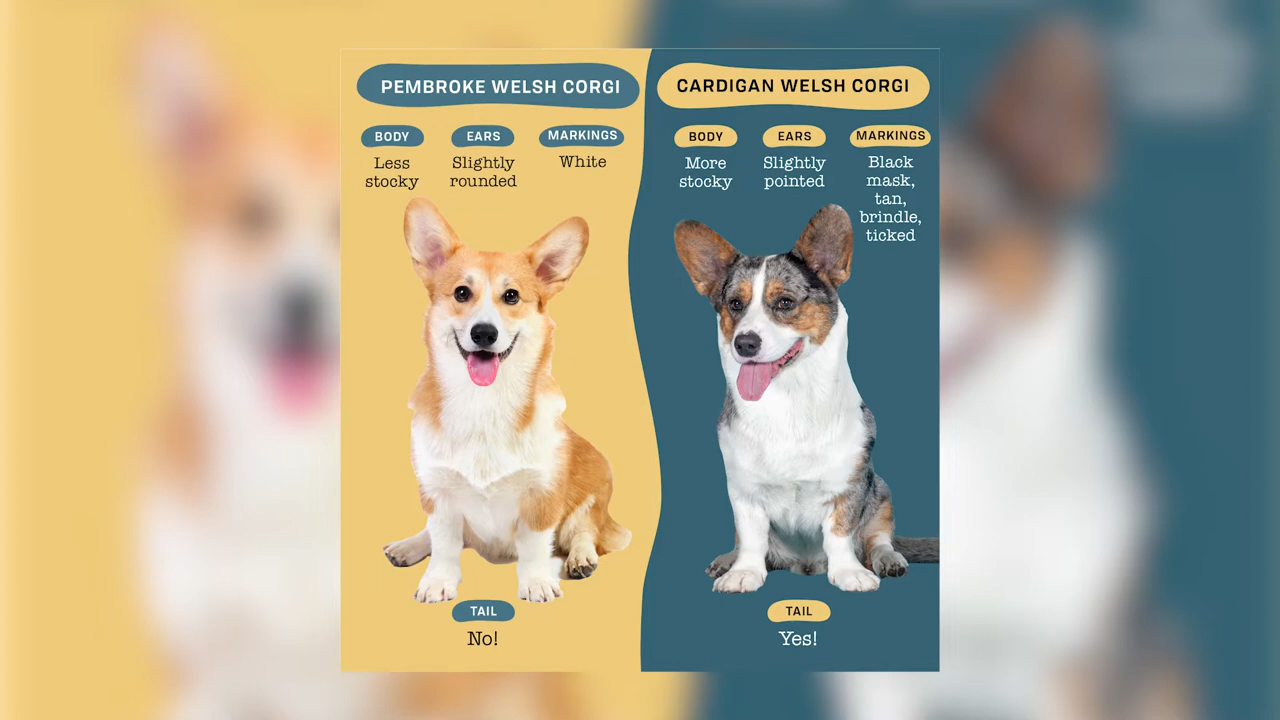 PEMBROKE WELSH CORGI
BODY
Less
stocky
EARS
Slightly
rounded
MARKINGS
White
TAIL
No!
CARDIGAN WELSH CORGI
BODY
More
stocky
EARS
Slightly
pointed
MARKINGS
Black
mask,
tan,
brindle,
ticked
TAIL
Yes!